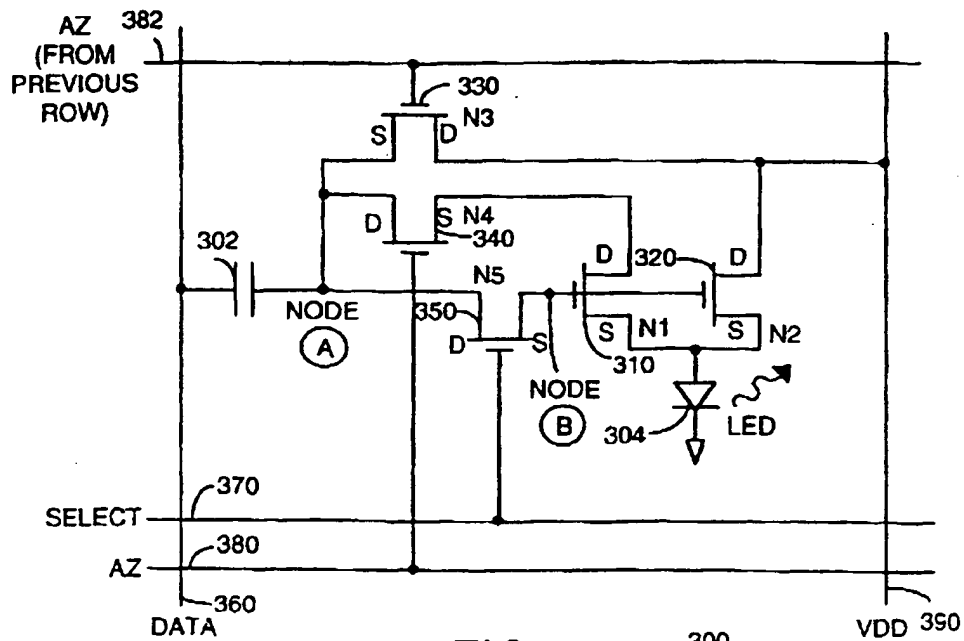 AZ 382
(FROM
PREVIOUS
ROW)
330
N3
S D
D S N4
340
302
N5
320 D
D
NODE
A
350
S N1
S N2
D S
310
NODE
B
304
LED
370
SELECT
380
AZ
360
DATA
VDD 390
300